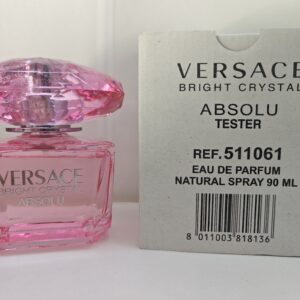 VERSACE
BRIGHT CRYSTAL
ABSOLU
VERSACE
BRIGHT CRYSTAL
ABSOLU
TESTER
REF. 511061
EAU DE PARFUM
NATURAL SPRAY 90 ML
8 011003 818136